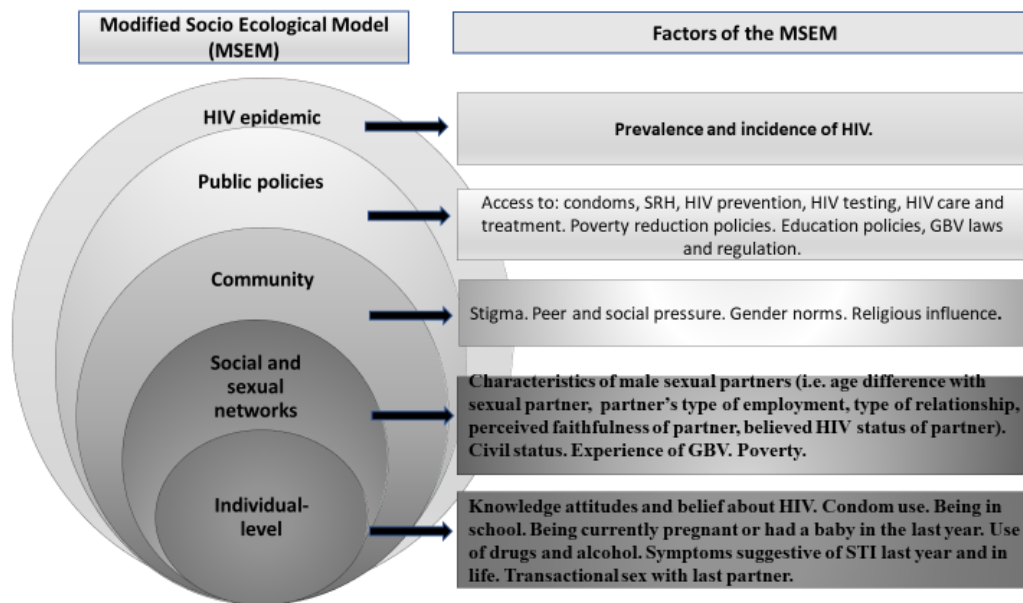 Modified Socio Ecological Model
(MSEM)
Factors of the MSEM
HIV epidemic
Prevalence and incidence of HIV.
Public policies
Access to: condoms, SRH, HIV prevention, HIV testing, HIV care and
treatment. Poverty reduction policies. Education policies, GBV laws
and regulation.
Community
Stigma. Peer and social pressure. Gender norms. Religious influence.
Social and
sexual
networks
Characteristics of male sexual partners (i.e. age difference with
sexual partner, partner's type of employment, type of relationship,
perceived faithfulness of partner, believed HIV status of partner).
Civil status. Experience of GBV. Poverty.
Individual-
level
Knowledge attitudes and belief about HIV. Condom use. Being in
school. Being currently pregnant or had a baby in the last year. Use
of drugs and alcohol. Symptoms suggestive of STI last year and in
life. Transactional sex with last partner.